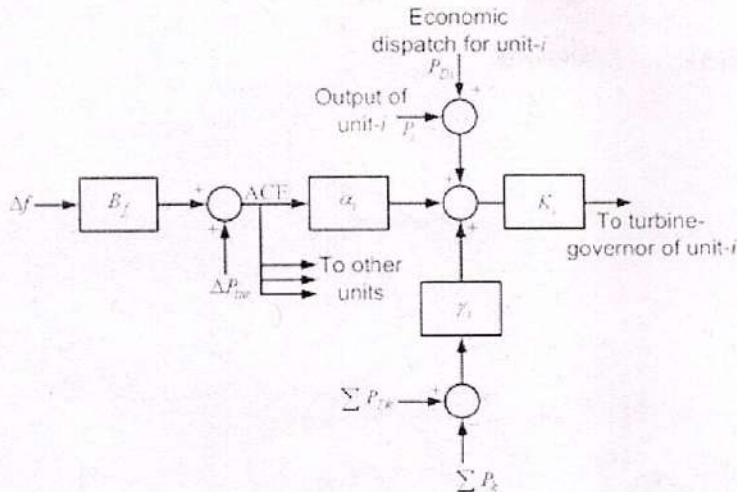 Economic
dispatch for unit-i
P_Di
+
Output of
unit-i
P_i
Δf
B_f
+
+
ACE
α_i
+
+
+
K_i
To turbine-
governor of unit-i
To other
units
γ_i
∑ P_Dk
+
-
∑ P_k